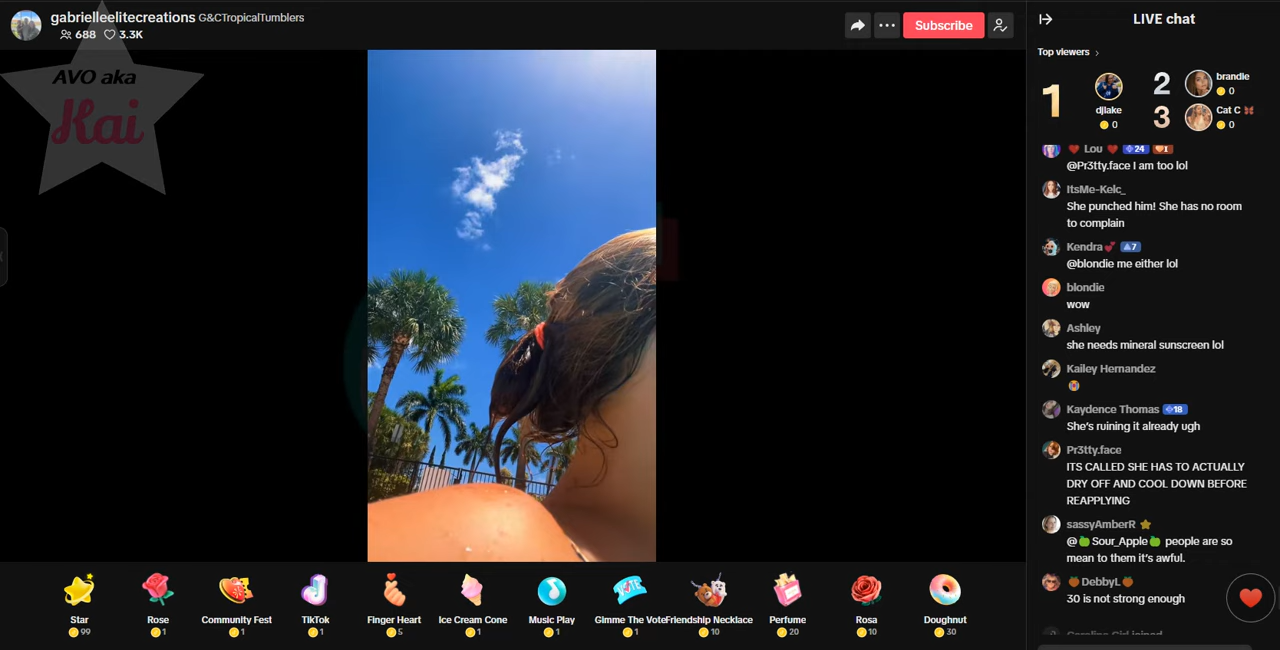 gabrielleelitecreations G&CTropicalTumblers
688 3.3K
Subscribe
AVO aka
Kai
LIVE chat
Top viewers >
1
djlake
0
2
brandie
0
3
Cat C
0
Lou 24 1
@Pr3tty.face I am too lol
ItsMe-Kelc_
She punched him! She has no room
to complain
Kendra 7
@blondie me either lol
blondie
wow
Ashley
she needs mineral sunscreen lol
Kailey Hernandez
Kaydence Thomas 18
She's ruining it already ugh
Pr3tty.face
ITS CALLED SHE HAS TO ACTUALLY
DRY OFF AND COOL DOWN BEFORE
REAPPLYING
sassyAmberR
@🍏Sour_Apple🍏 people are so
mean to them it's awful.
🍊DebbyL🍊
30 is not strong enough
Caroline Girl joined
Star Rose Community Fest TikTok Finger Heart Ice Cream Cone Music Play Gimme The Vote Friendship Necklace Perfume Rosa Doughnut
99 1 1 1 5 1 1 1 10 20 10 30